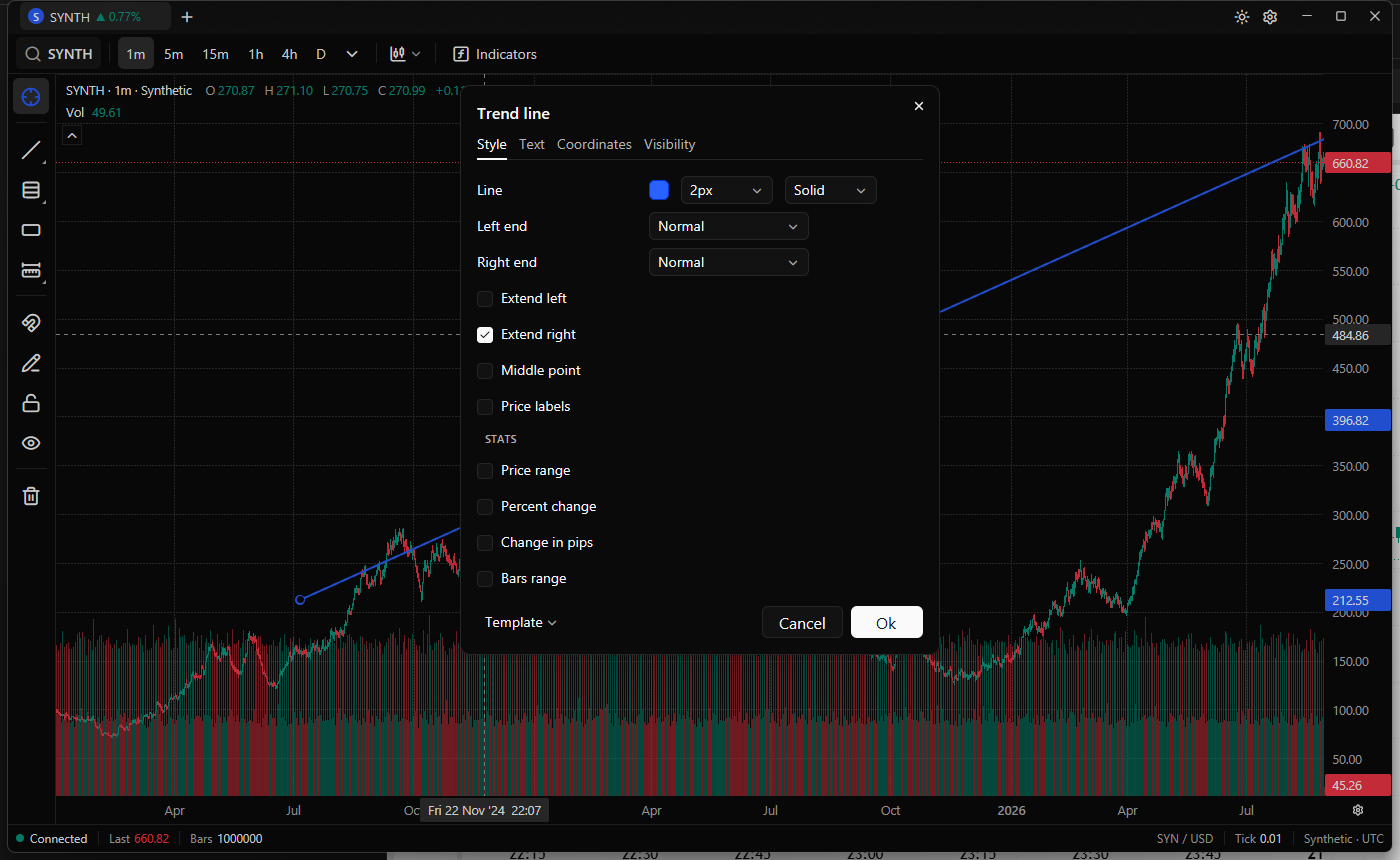 S SYNTH ▲ 0.77% +
SYNTH 1m 5m 15m 1h 4h D Indicators
SYNTH · 1m · Synthetic O 270.87 H 271.10 L 270.75 C 270.99
Vol 49.61
Trend line
Style Text Coordinates Visibility
Line 2px Solid
Left end Normal
Right end Normal
Extend left
Extend right
Middle point
Price labels
STATS
Price range
Percent change
Change in pips
Bars range
Template Cancel Ok
700.00
660.82
600.00
550.00
500.00
484.86
450.00
396.82
350.00
300.00
250.00
212.55
200.00
150.00
100.00
50.00
45.26
Apr Jul Fri 22 Nov '24 22:07 Apr Jul Oct 2026 Apr Jul
Connected Last 660.82 Bars 1000000 SYN / USD Tick 0.01 Synthetic · UTC